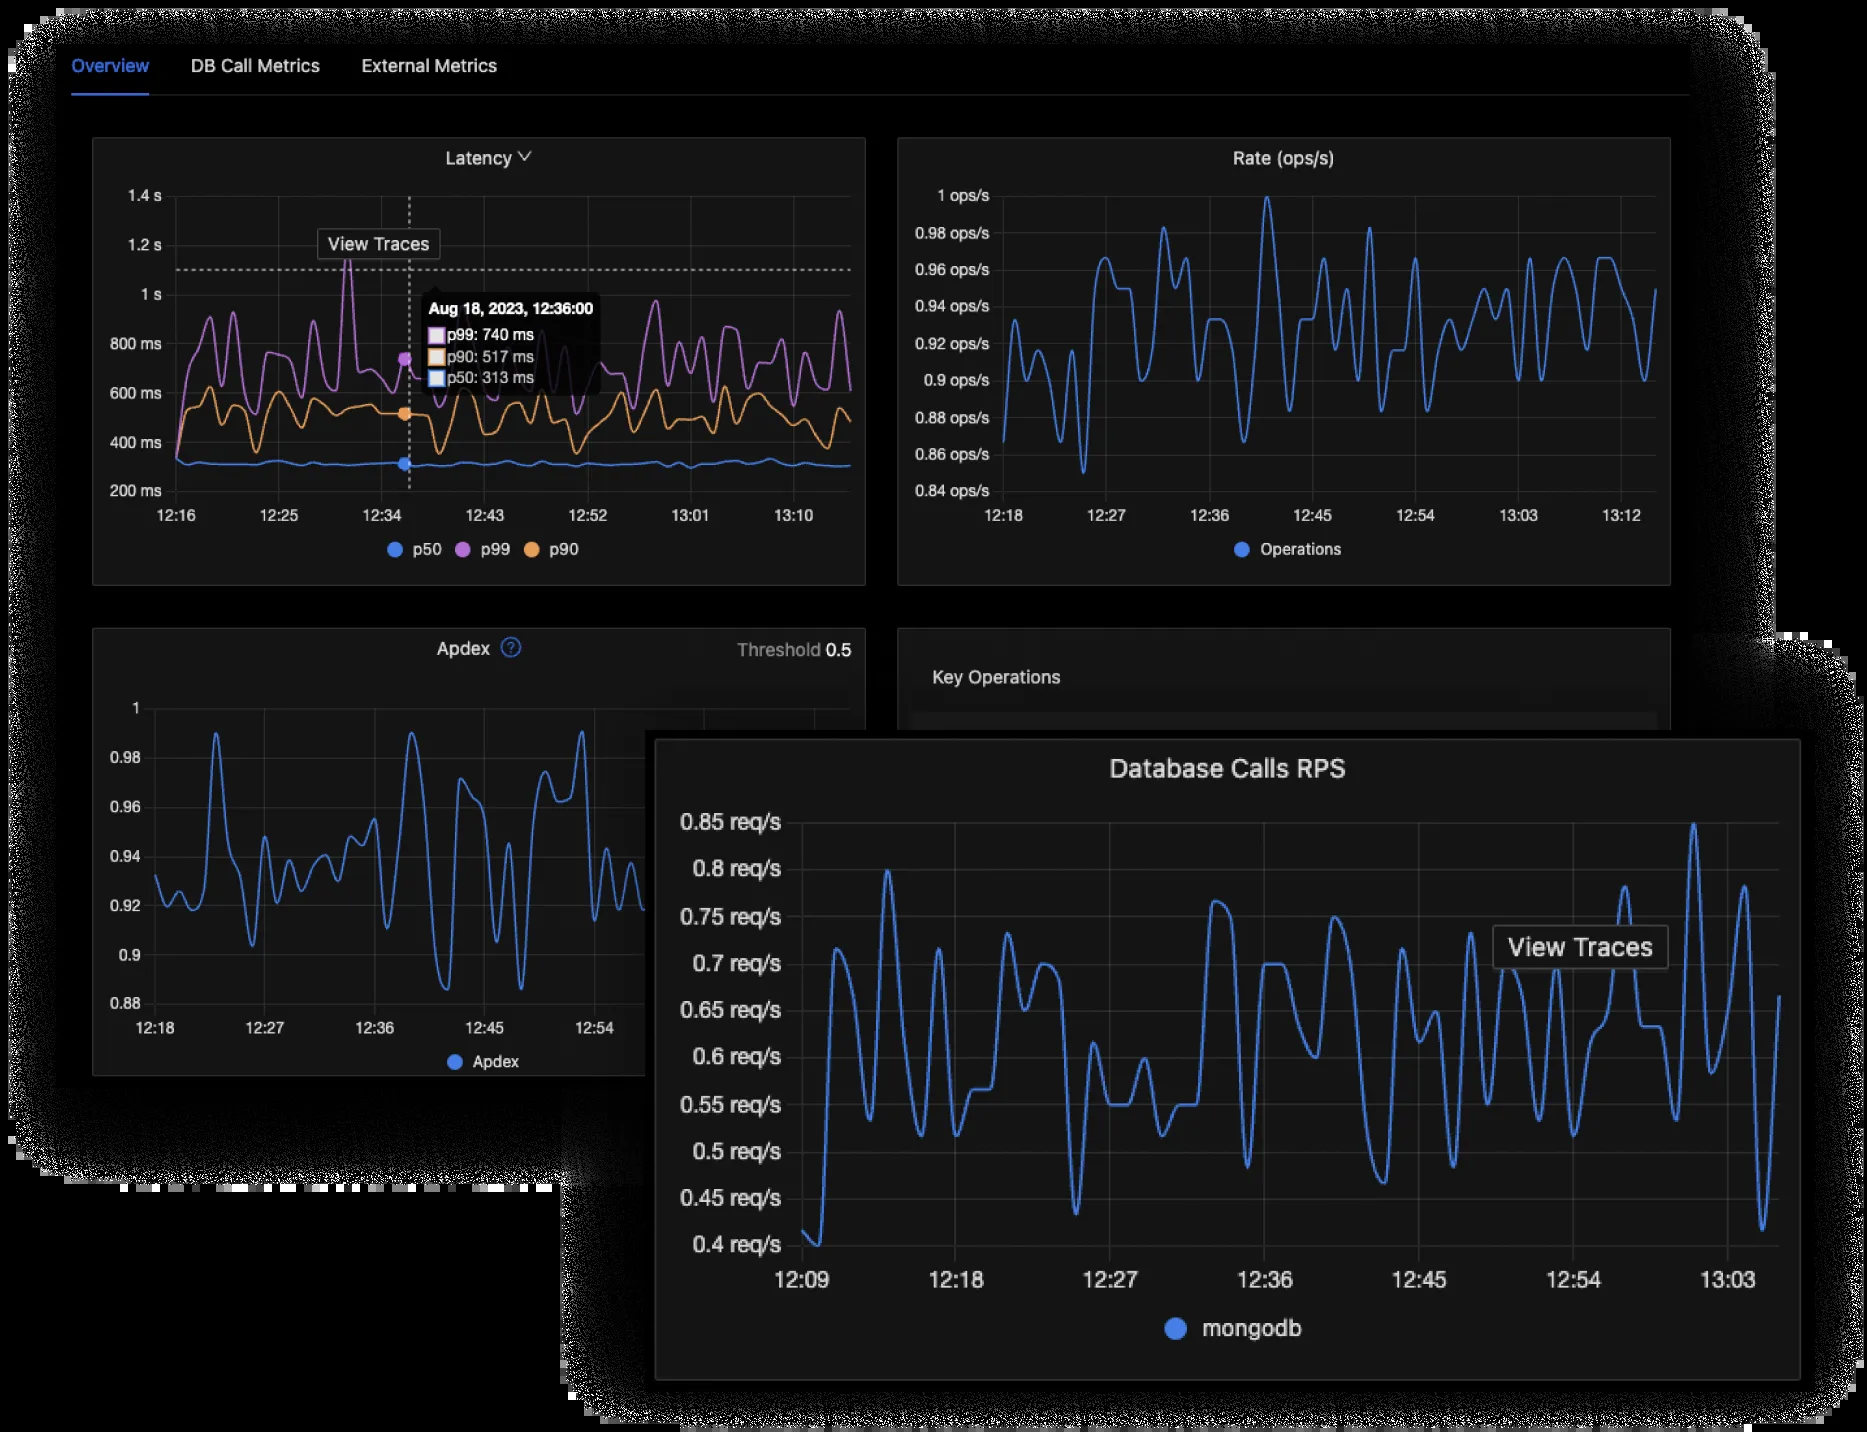 Overview DB Call Metrics External Metrics
Latency
1.4 s
1.2 s
1 s
800 ms
600 ms
400 ms
200 ms
View Traces
Aug 18, 2023, 12:36:00
p99: 740 ms
p90: 517 ms
p50: 313 ms
12:16 12:25 12:34 12:43 12:52 13:01 13:10
p50 p99 p90
Rate (ops/s)
1 ops/s
0.98 ops/s
0.96 ops/s
0.94 ops/s
0.92 ops/s
0.9 ops/s
0.88 ops/s
0.86 ops/s
0.84 ops/s
12:18 12:27 12:36 12:45 12:54 13:03 13:12
Operations
Apdex ? Threshold 0.5
1
0.98
0.96
0.94
0.92
0.9
0.88
12:18 12:27 12:36 12:45 12:54
Apdex
Key Operations
Database Calls RPS
0.85 req/s
0.8 req/s
0.75 req/s
0.7 req/s
0.65 req/s
0.6 req/s
0.55 req/s
0.5 req/s
0.45 req/s
0.4 req/s
View Traces
12:09 12:18 12:27 12:36 12:45 12:54 13:03
mongodb